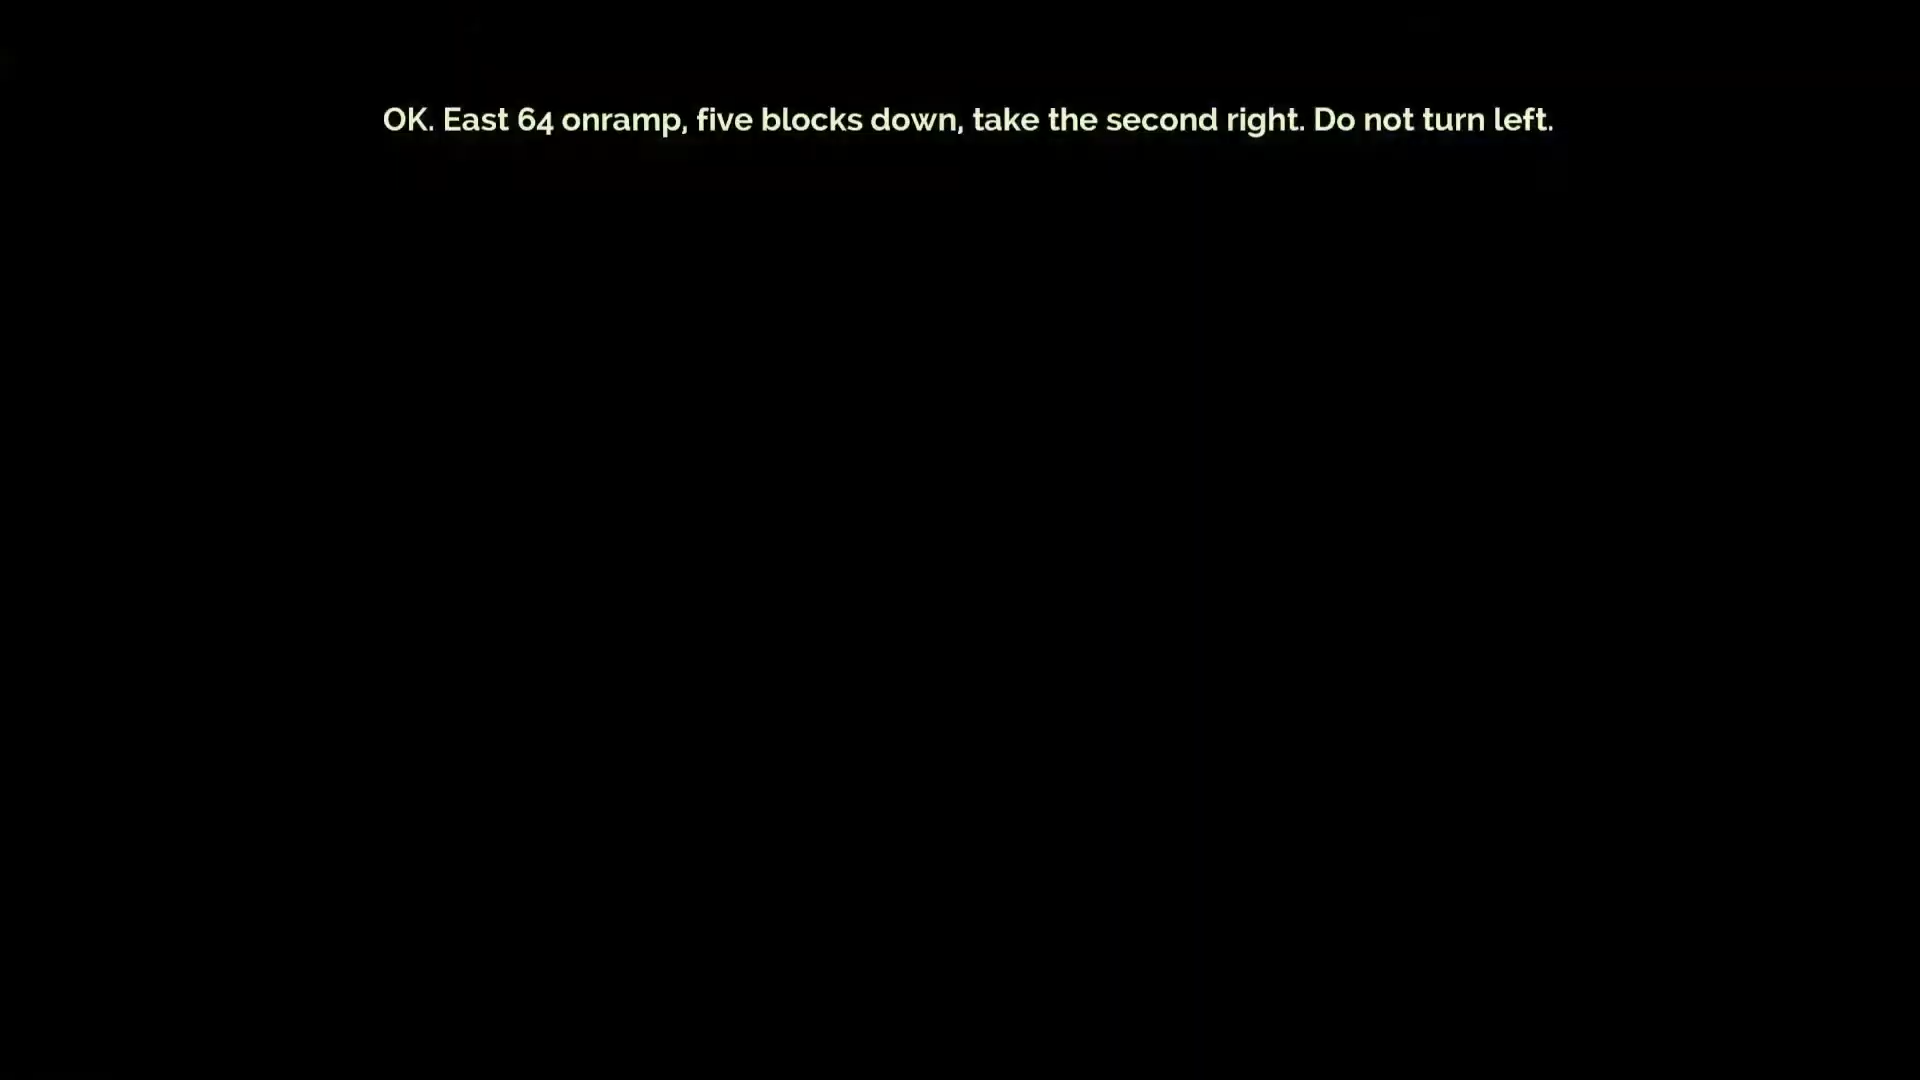 OK. East 64 onramp, five blocks down, take the second right. Do not turn left.